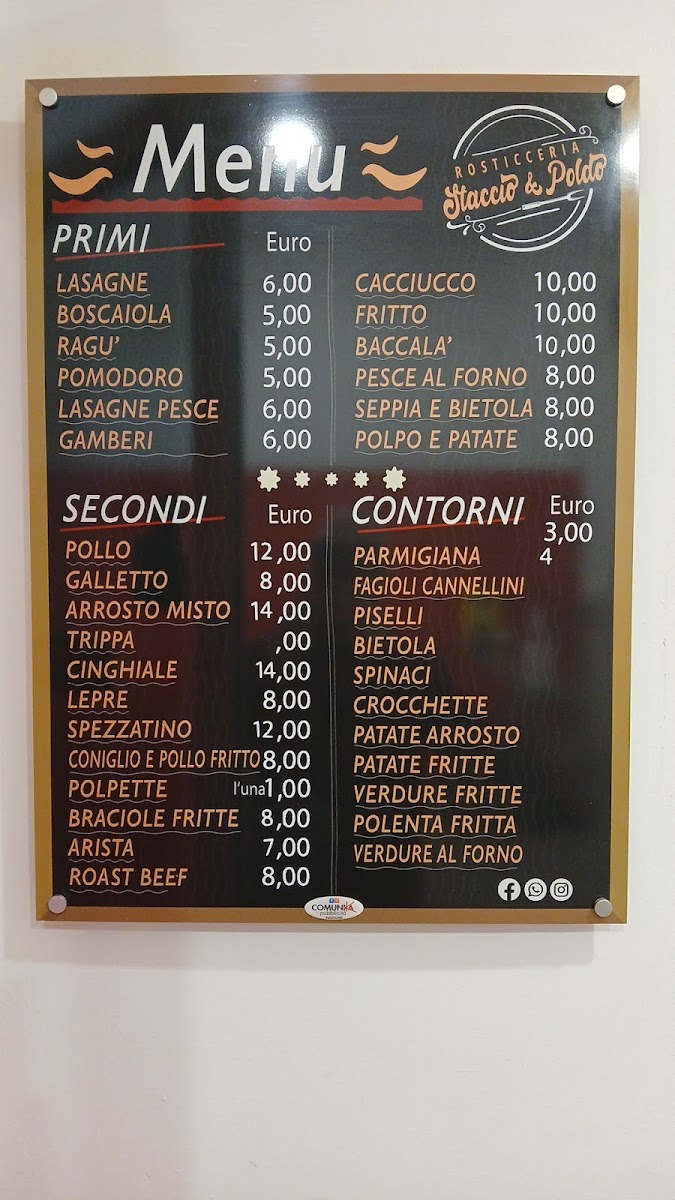 Menu
ROSTICCERIA
Staccio & Poldo
PRIMI Euro
LASAGNE 6,00
BOSCAIOLA 5,00
RAGU' 5,00
POMODORO 5,00
LASAGNE PESCE 6,00
GAMBERI 6,00
CACCIUCCO 10,00
FRITTO 10,00
BACCALA' 10,00
PESCE AL FORNO 8,00
SEPPIA E BIETOLA 8,00
POLPO E PATATE 8,00
SECONDI Euro
POLLO 12,00
GALLETTO 8,00
ARROSTO MISTO 14,00
TRIPPA ,00
CINGHIALE 14,00
LEPRE 8,00
SPEZZATINO 12,00
CONIGLIO E POLLO FRITTO 8,00
POLPETTE l'una 1,00
BRACIOLE FRITTE 8,00
ARISTA 7,00
ROAST BEEF 8,00
CONTORNI Euro
3,00
PARMIGIANA 4
FAGIOLI CANNELLINI
PISELLI
BIETOLA
SPINACI
CROCCHETTE
PATATE ARROSTO
PATATE FRITTE
VERDURE FRITTE
POLENTA FRITTA
VERDURE AL FORNO
pubblicità